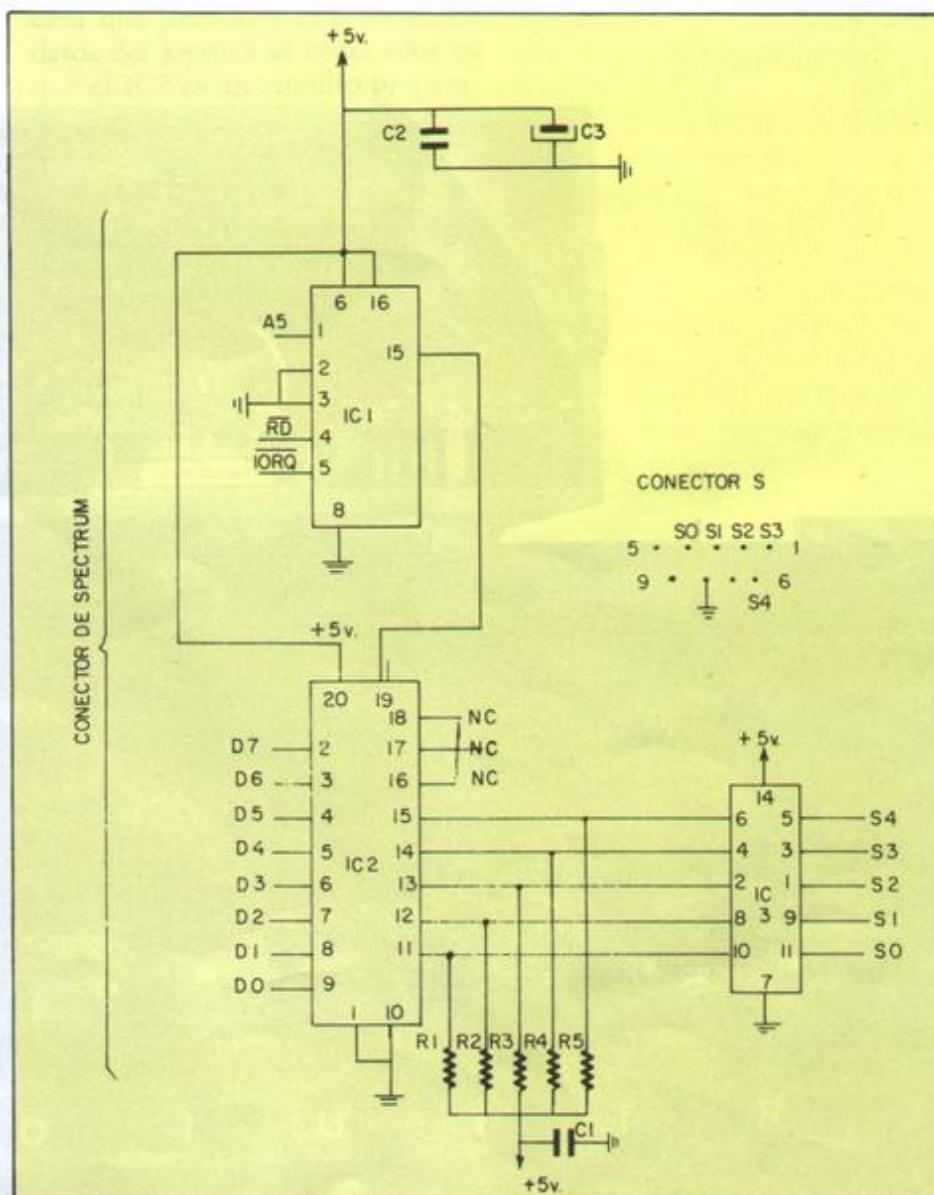 +5v.
C2
C3
6 16
A5 1
15
2
3
IC1
RD 4
IORQ 5
8
CONECTOR DE SPECTRUM
CONECTOR S
S0 S1 S2 S3
5 1
9 6
S4
+5v.
20 19
18 NC
D7 2 17 NC
D6 3 16 NC
D5 4 15
D4 5 14
IC2
D3 6 13
D2 7 12
D1 8 11
D0 9
1 10
+5v.
14
6 5 S4
4 3 S3
2 1 S2
IC
3
8 9 S1
10 11 S0
7
R1 R2 R3 R4 R5
C1
+5v.